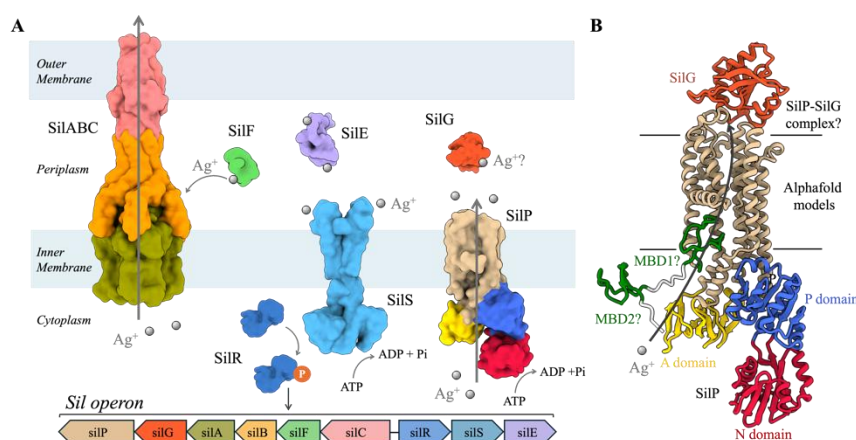 A
Outer
Membrane
SilABC
Periplasm
Ag⁺
SilF
SilE
SilG
Ag⁺?
Ag⁺
SilP
Inner
Membrane
SilS
Cytoplasm
Ag⁺
SilR
P
ATP
ADP + Pi
Ag⁺
ATP
ADP +Pi
Sil operon
silP
silG
silA
silB
silF
silC
silR
silS
silE
B
SilG
SilP-SilG
complex?
Alphafold
models
MBD1?
MBD2?
P
P domain
Ag⁺
A domain
SilP
N domain